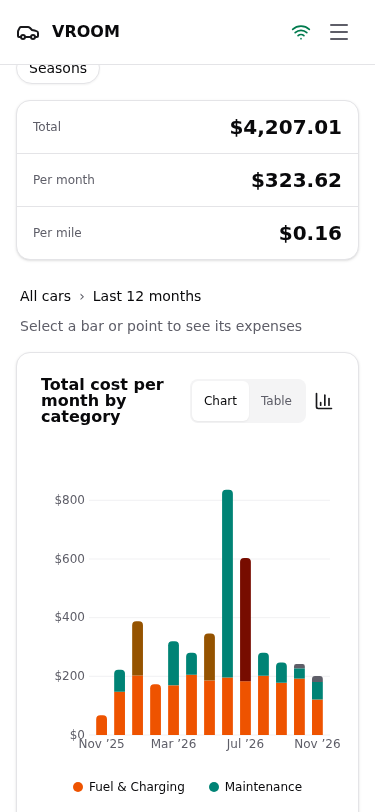 VROOM
Seasons
Total $4,207.01
Per month $323.62
Per mile $0.16
All cars › Last 12 months
Select a bar or point to see its expenses
Total cost per
month by
category
Chart Table
$800
$600
$400
$200
$0
Nov ’25 Mar ’26 Jul ’26 Nov ’26
Fuel & Charging Maintenance